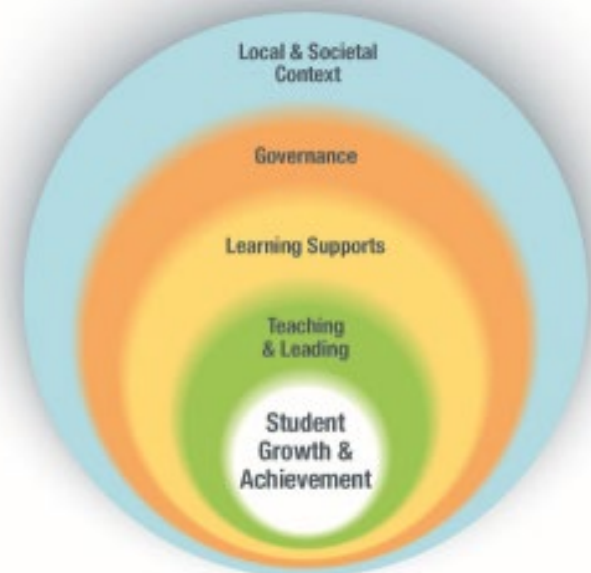 Local & Societal
Context
Governance
Learning Supports
Teaching
& Leading
Student
Growth &
Achievement